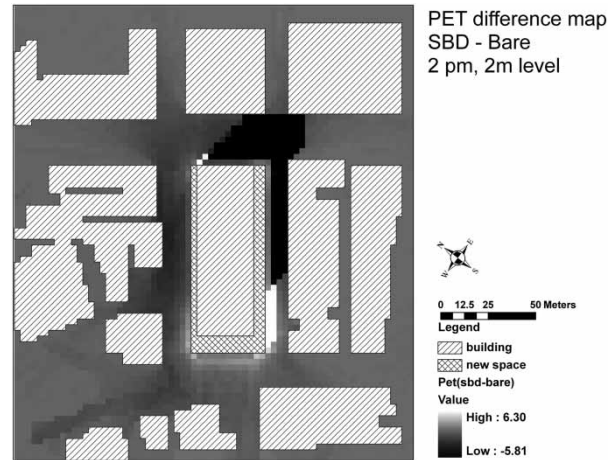 PET difference map
SBD - Bare
2 pm, 2m level
N E
W S
0 12.5 25 50 Meters
Legend
building
new space
Pet(sbd-bare)
Value
High : 6.30
Low : -5.81